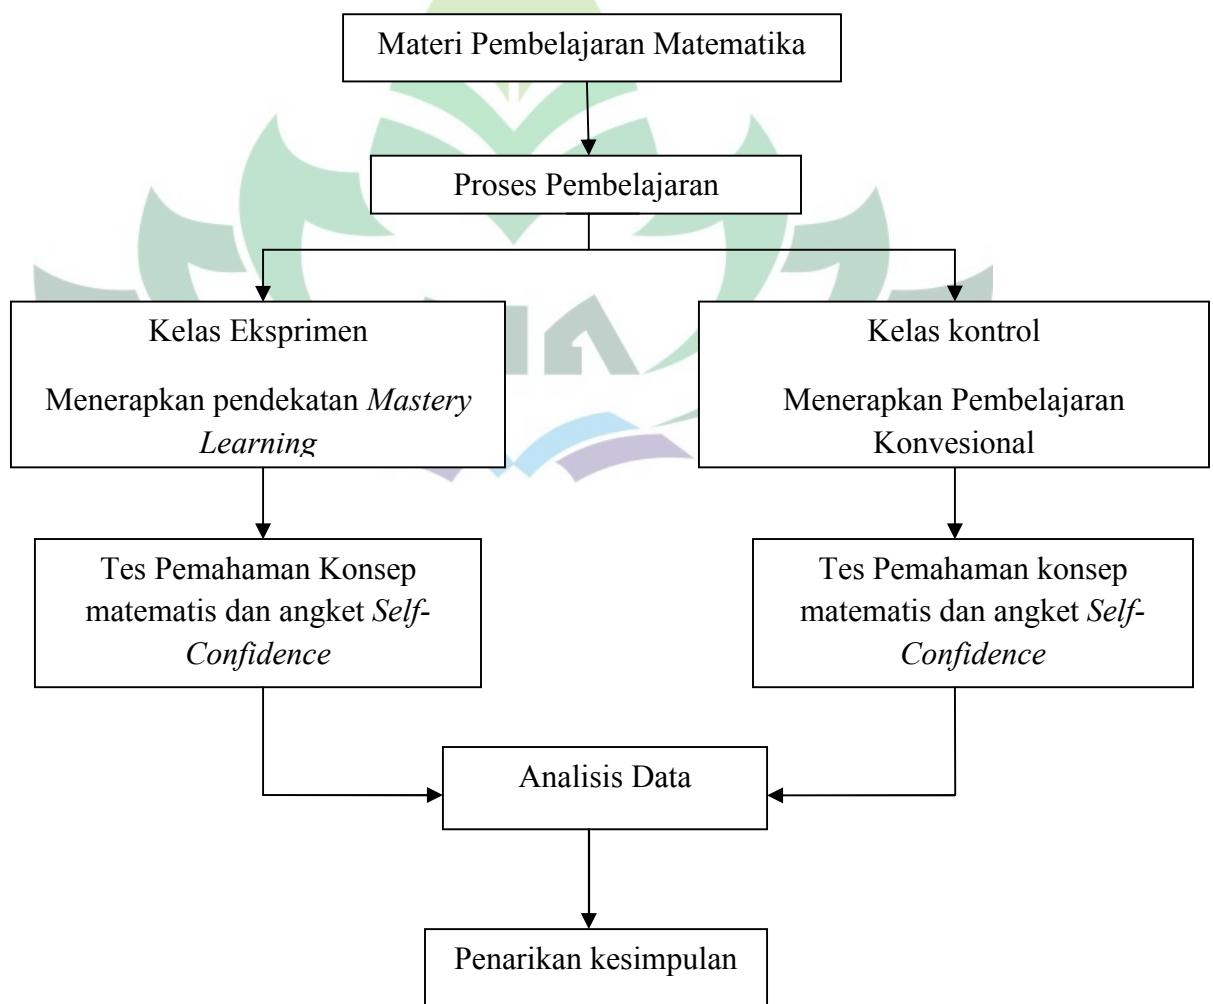 Materi Pembelajaran Matematika
Proses Pembelajaran
Kelas Eksprimen
Menerapkan pendekatan Mastery
Learning
Kelas kontrol
Menerapkan Pembelajaran
Konvesional
Tes Pemahaman Konsep
matematis dan angket Self-
Confidence
Tes Pemahaman konsep
matematis dan angket Self-
Confidence
Analisis Data
Penarikan kesimpulan